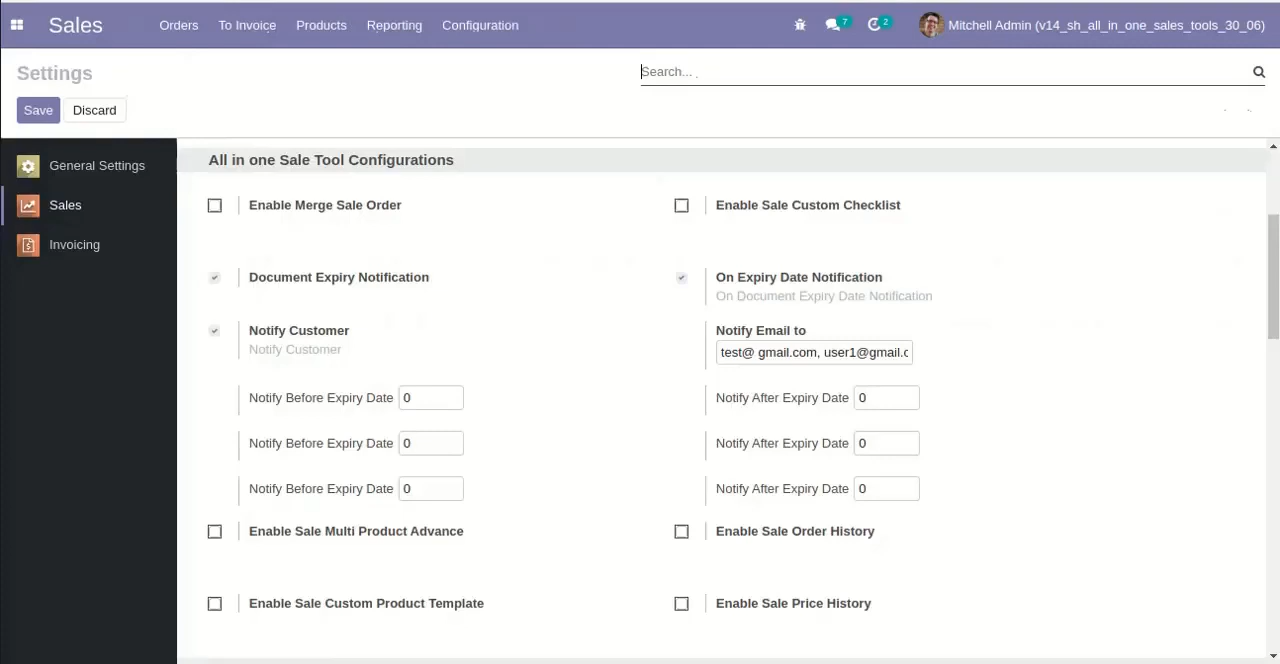 Sales Orders To Invoice Products Reporting Configuration 7 2 Mitchell Admin (v14_sh_all_in_one_sales_tools_30_06)
Settings Search...
Save Discard
General Settings
Sales
Invoicing
All in one Sale Tool Configurations
Enable Merge Sale Order Enable Sale Custom Checklist
Document Expiry Notification On Expiry Date Notification
On Document Expiry Date Notification
Notify Customer Notify Email to
Notify Customer test@ gmail.com, user1@gmail.c
Notify Before Expiry Date 0 Notify After Expiry Date 0
Notify Before Expiry Date 0 Notify After Expiry Date 0
Notify Before Expiry Date 0 Notify After Expiry Date 0
Enable Sale Multi Product Advance Enable Sale Order History
Enable Sale Custom Product Template Enable Sale Price History